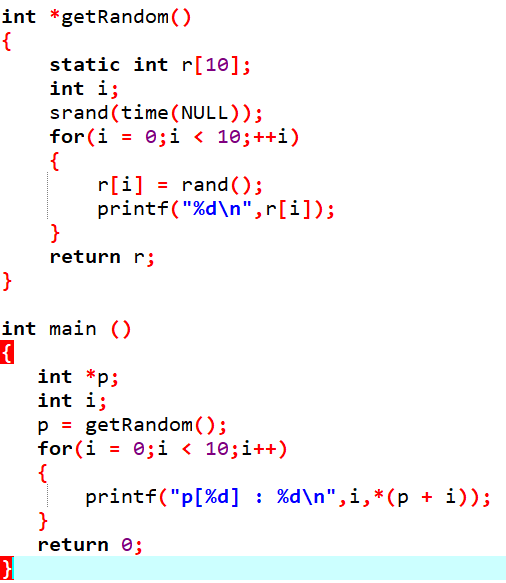 int *getRandom()
{
    static int r[10];
    int i;
    srand(time(NULL));
    for(i = 0;i < 10;++i)
    {
        r[i] = rand();
        printf("%d\n",r[i]);
    }
    return r;
}

int main ()
{
   int *p;
   int i;
   p = getRandom();
   for(i = 0;i < 10;i++)
   {
       printf("p[%d] : %d\n",i,*(p + i));
   }
   return 0;
}